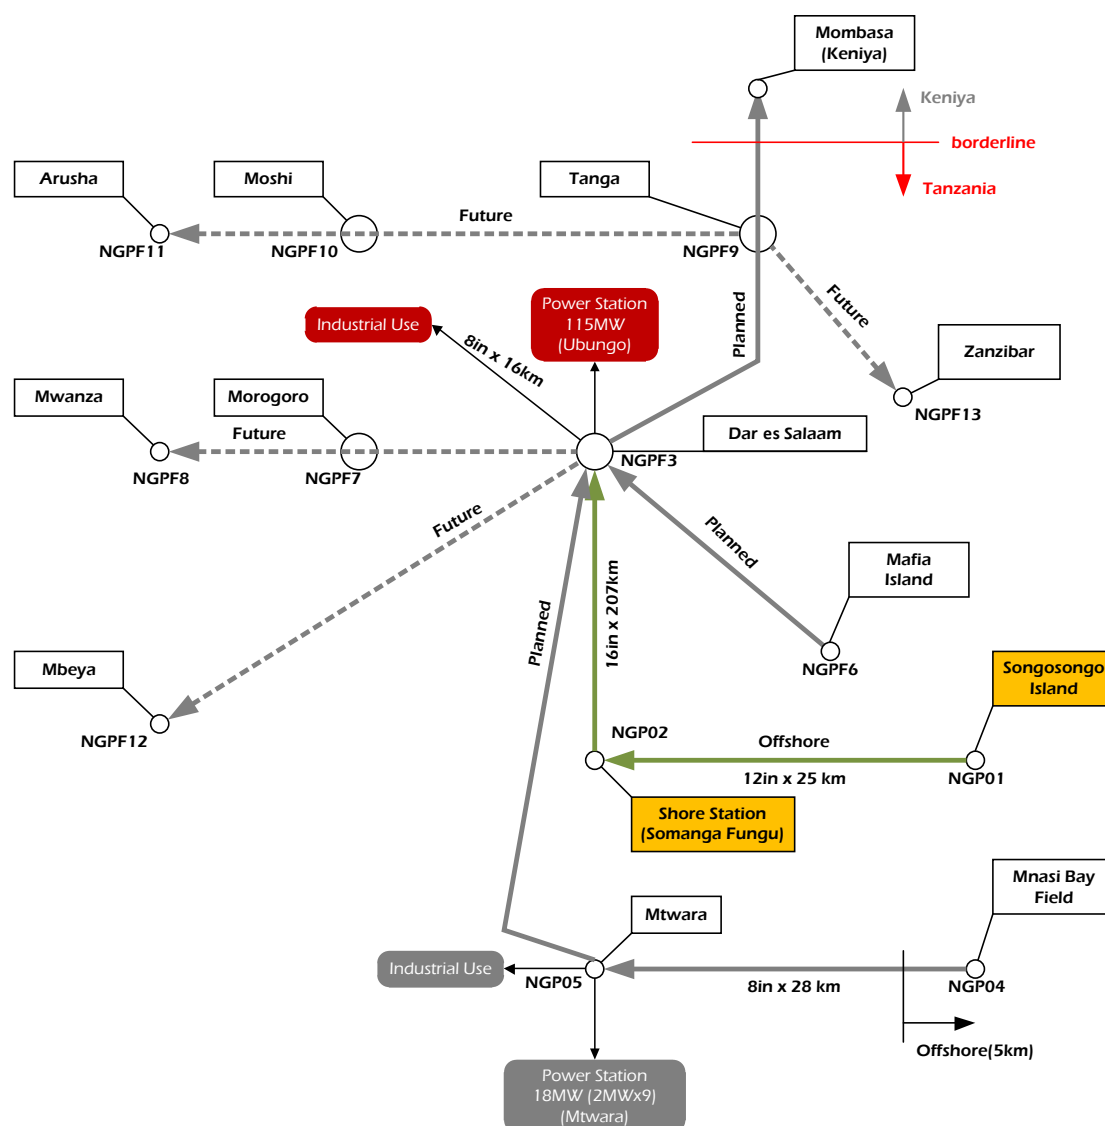 Mombasa
(Keniya)
Keniya
borderline
Tanzania
Arusha
Moshi
Tanga
Future
NGPF11
NGPF10
NGPF9
Future
Planned
Industrial Use
Power Station
115MW
(Ubungo)
8in x 16km
Zanzibar
NGPF13
Mwanza
Morogoro
Future
Dar es Salaam
NGPF8
NGPF7
NGPF3
Future
Planned
Mafia
Island
16in x 207km
Planned
NGPF6
Mbeya
NGPF12
Songosongo
Island
NGP02
Offshore
12in x 25 km
NGP01
Shore Station
(Somanga Fungu)
Mnasi Bay
Field
Mtwara
Industrial Use
NGP05
8in x 28 km
NGP04
Offshore(5km)
Power Station
18MW (2MWx9)
(Mtwara)